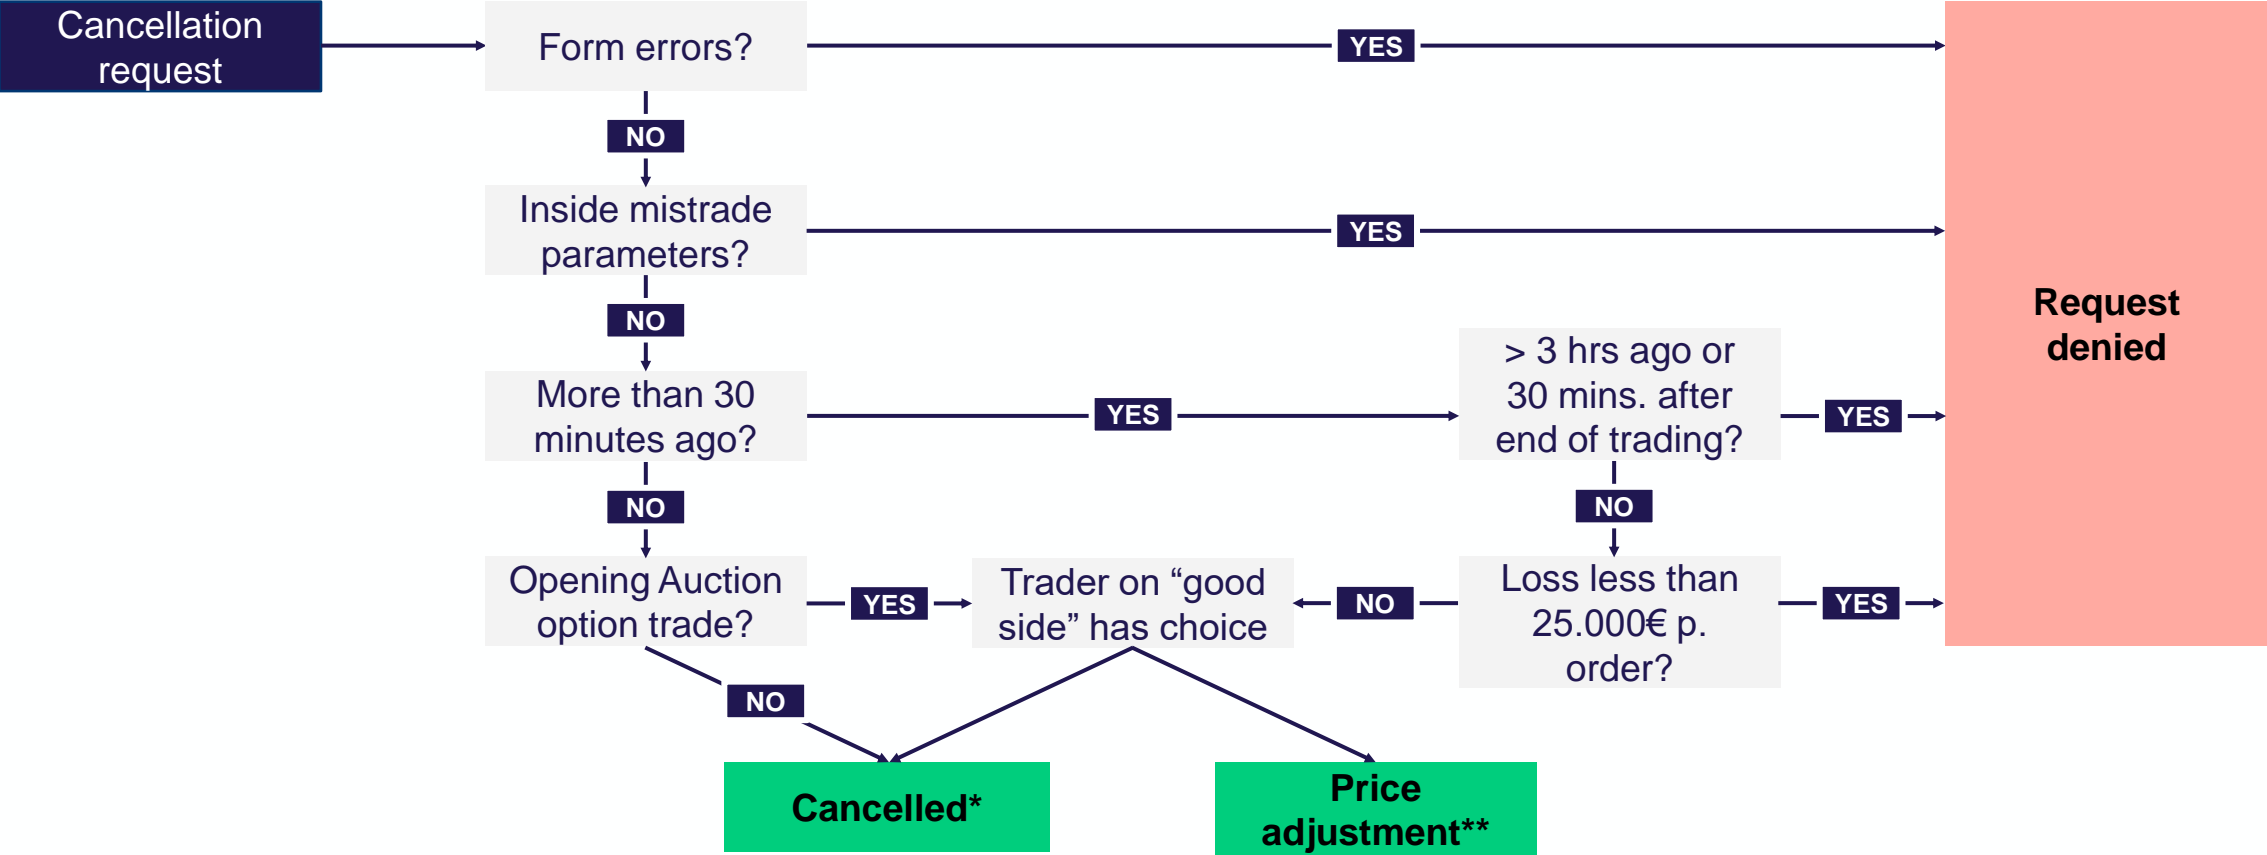 Cancellation
request
Form errors?
YES
NO
Inside mistrade
parameters?
YES
NO
More than 30
minutes ago?
YES
> 3 hrs ago or
30 mins. after
end of trading?
YES
NO
NO
Opening Auction
option trade?
YES
Trader on “good
side” has choice
NO
Loss less than
25.000€ p.
order?
YES
Request
denied
NO
Cancelled*
Price
adjustment**